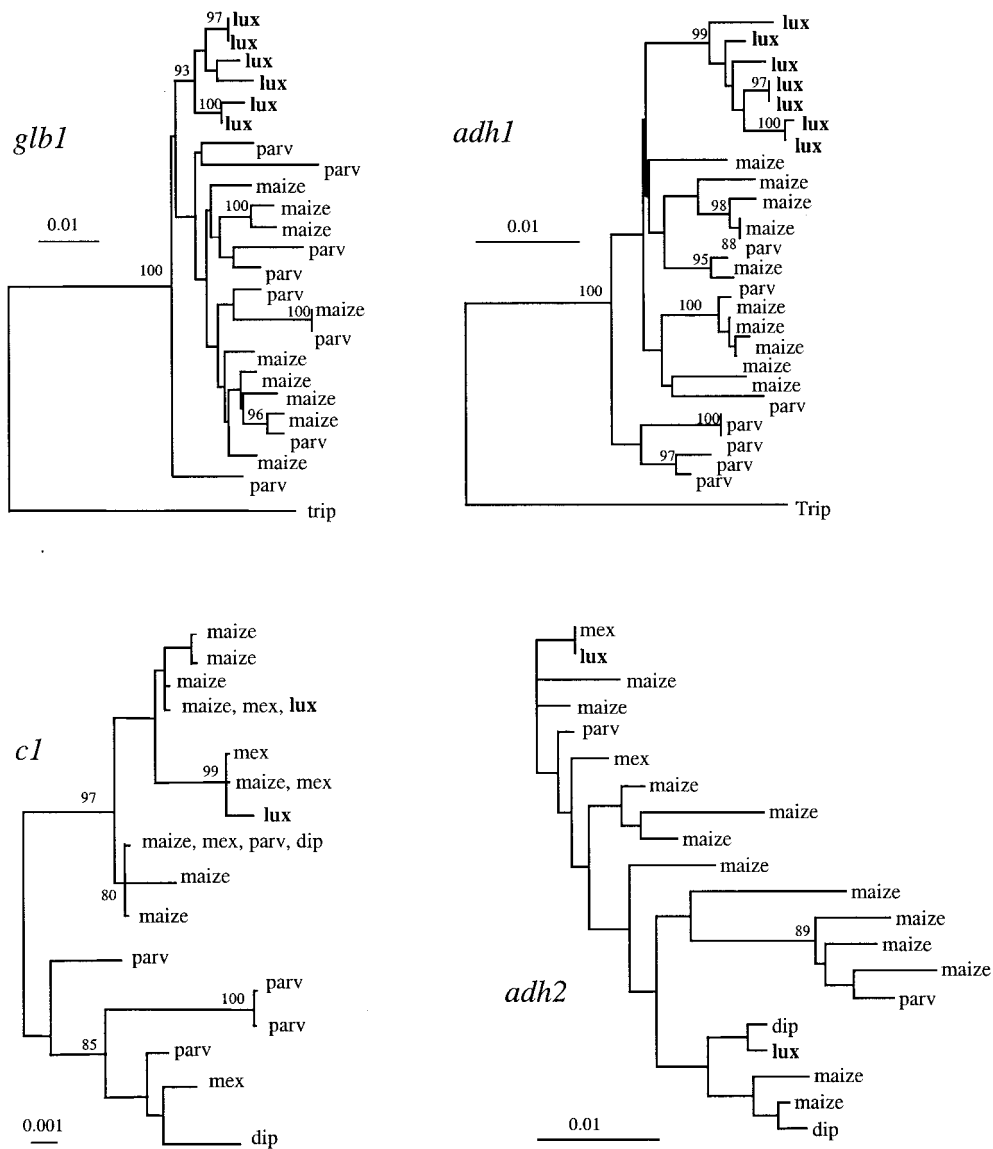 glb1
97
lux
lux
lux
93
lux
100
lux
lux
parv
parv
maize
100
maize
maize
0.01
parv
parv
100
parv
100
maize
parv
maize
maize
maize
96
maize
parv
maize
parv
trip
adh1
99
lux
lux
lux
97
lux
lux
100
lux
lux
maize
maize
98
maize
maize
88
parv
95
maize
parv
0.01
100
100
maize
maize
maize
maize
maize
parv
100
parv
parv
97
parv
parv
Trip
c1
maize
maize
maize
maize, mex, lux
mex
99
maize, mex
97
lux
maize, mex, parv, dip
maize
80
maize
parv
100
parv
parv
85
parv
mex
0.001
dip
adh2
mex
lux
maize
maize
parv
mex
maize
maize
maize
maize
maize
89
maize
maize
maize
parv
dip
lux
maize
maize
dip
0.01